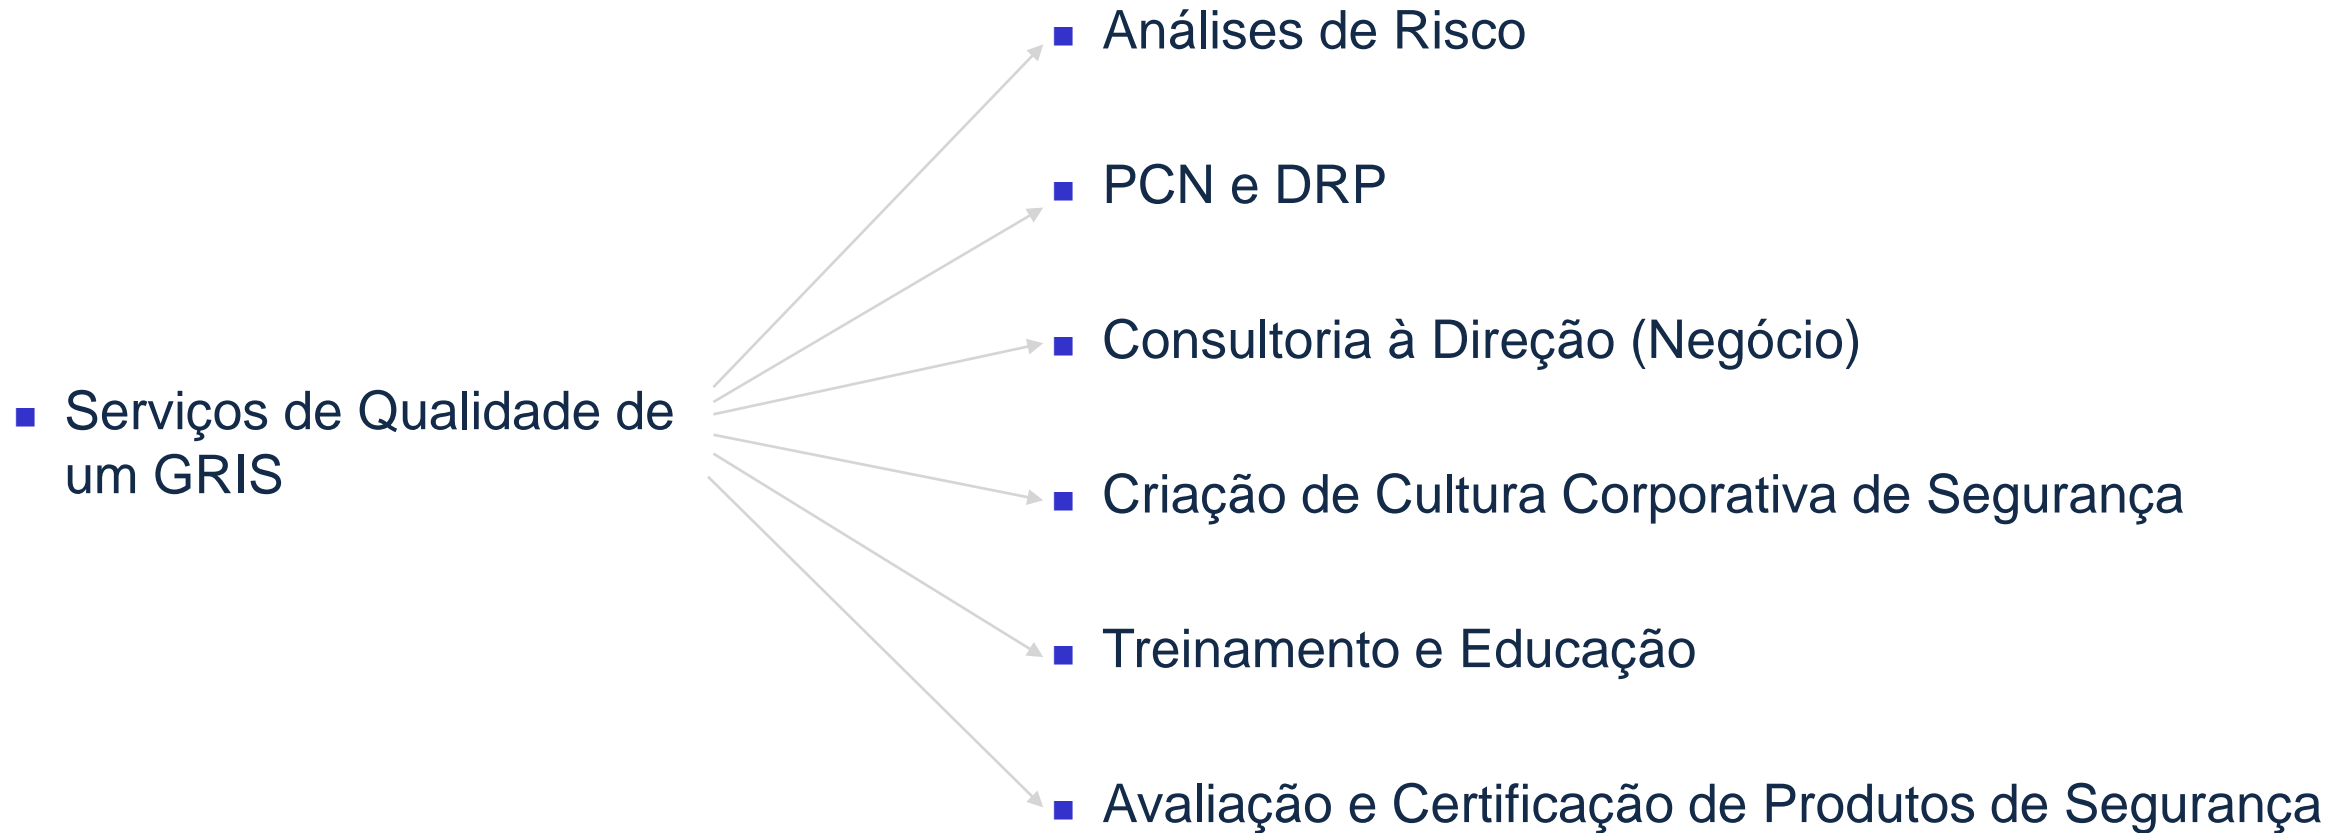 Serviços de Qualidade de
um GRIS
Análises de Risco
PCN e DRP
Consultoria à Direção (Negócio)
Criação de Cultura Corporativa de Segurança
Treinamento e Educação
Avaliação e Certificação de Produtos de Segurança